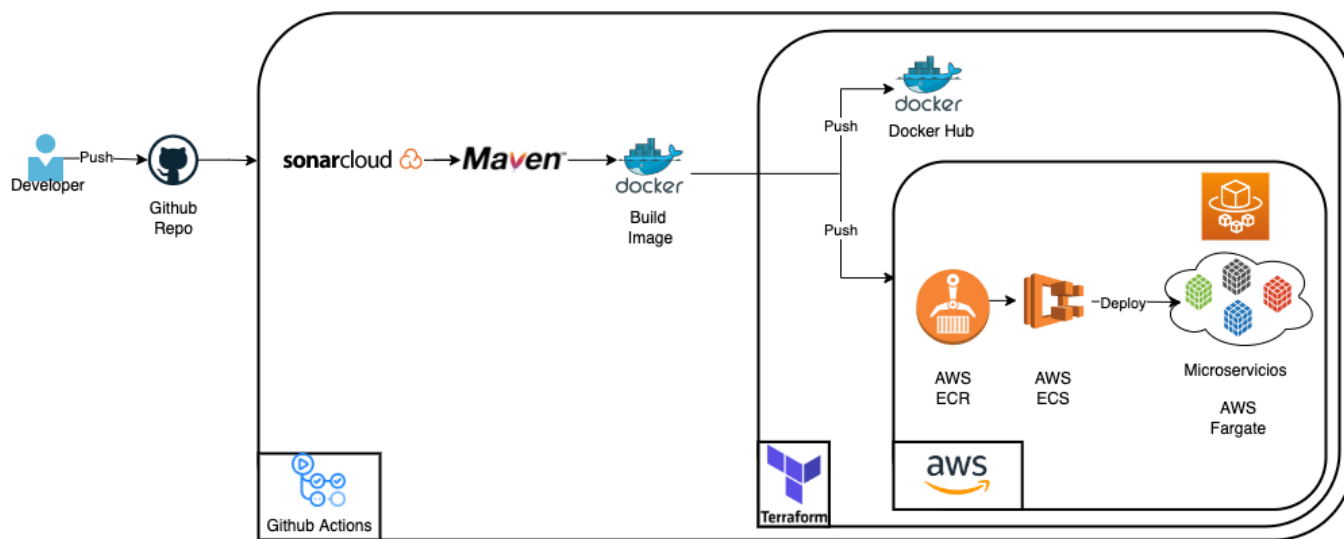 Developer
Push
Github
Repo
sonarcloud
Maven™
docker
Build
Image
Push
docker
Docker Hub
Push
AWS
ECR
AWS
ECS
Deploy
Microservicios
AWS
Fargate
Github Actions
Terraform
aws